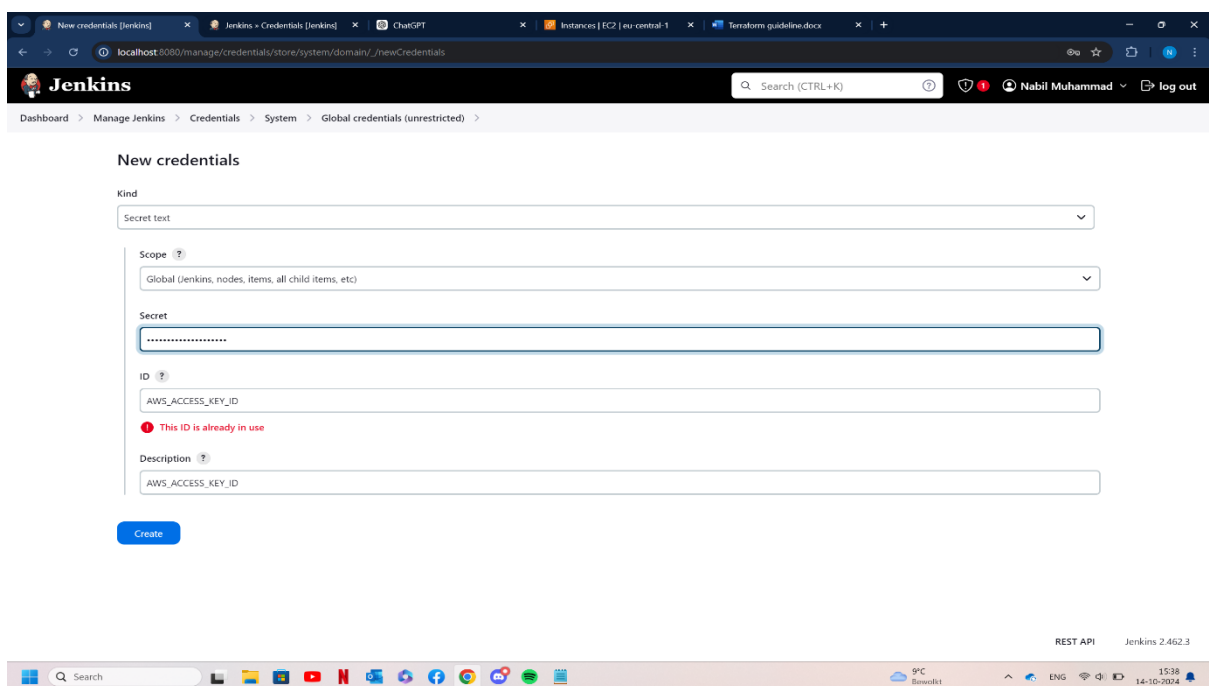 New credentials [Jenkins]
Jenkins » Credentials [Jenkins]
ChatGPT
Instances | EC2 | eu-central-1
Terraform guideline.docx
localhost:8080/manage/credentials/store/system/domain/_/newCredentials
N
Jenkins
Search (CTRL+K)
?
1
Nabil Muhammad
log out
Dashboard > Manage Jenkins > Credentials > System > Global credentials (unrestricted) >
New credentials
Kind
Secret text
Scope ?
Global (Jenkins, nodes, items, all child items, etc)
Secret
•••••••••••••••••••• 
ID ?
AWS_ACCESS_KEY_ID
This ID is already in use
Description ?
AWS_ACCESS_KEY_ID
Create
REST API Jenkins 2.462.3
Search
9°C
Bewolkt
ENG
15:38
14-10-2024